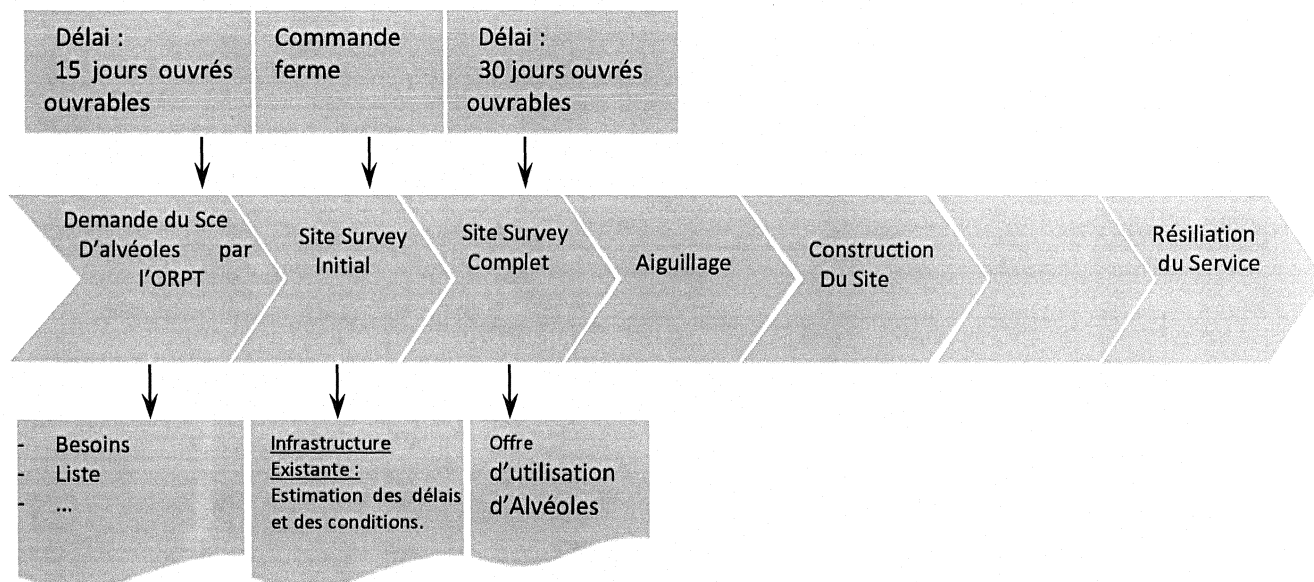 Délai :
15 jours ouvrés
ouvrables
Commande
ferme
Délai :
30 jours ouvrés
ouvrables
Demande du Sce
D'alvéoles par
l'ORPT
Site Survey
Initial
Site Survey
Complet
Aiguillage
Construction
Du Site
Résiliation
du Service
- Besoins
- Liste
- ...
Infrastructure
Existante :
Estimation des délais
et des conditions.
Offre
d'utilisation
d'Alvéoles